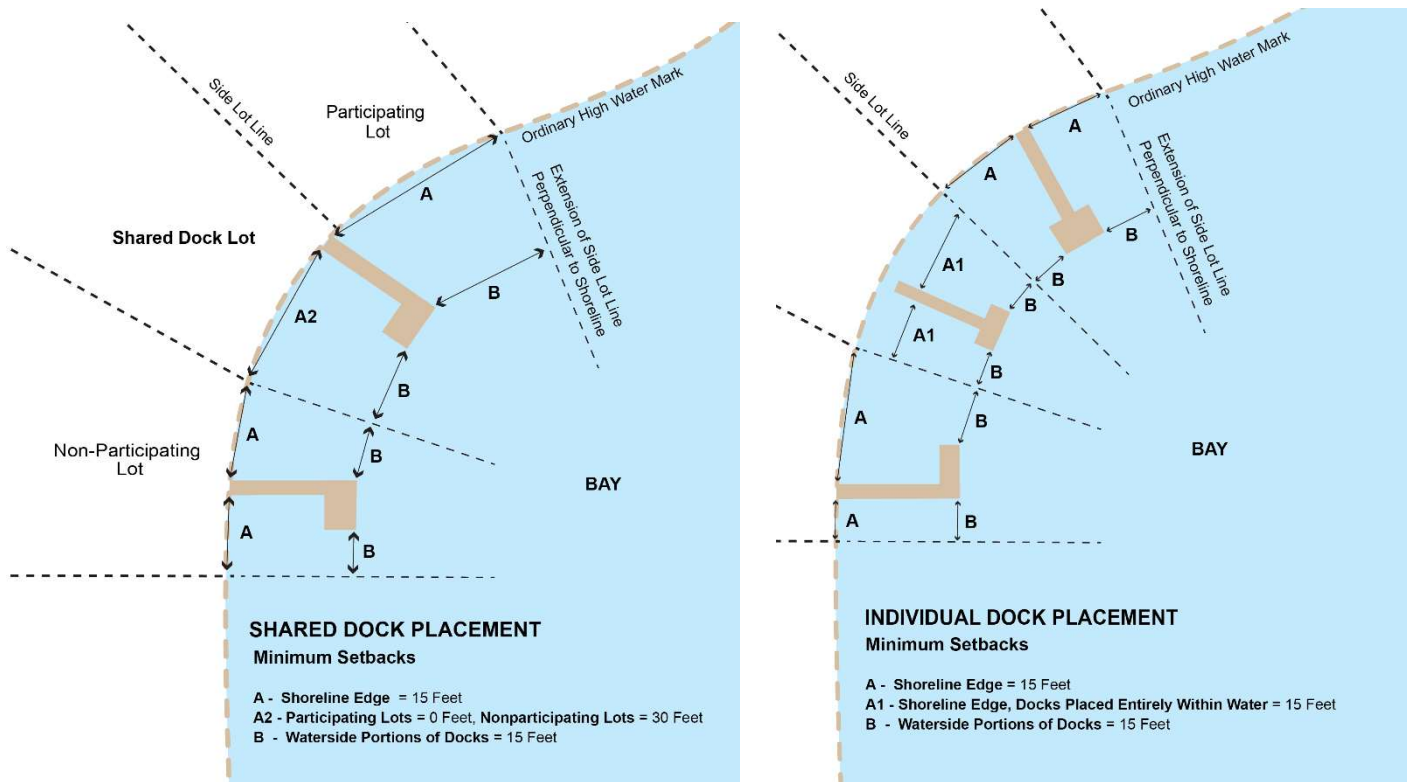 Side Lot Line
Participating
Lot
Ordinary High Water Mark
A
Extension of Side Lot Line
Perpendicular to Shoreline
Shared Dock Lot
B
A2
B
A
Non-Participating
Lot
B
BAY
A
B
SHARED DOCK PLACEMENT
Minimum Setbacks
A - Shoreline Edge = 15 Feet
A2 - Participating Lots = 0 Feet, Nonparticipating Lots = 30 Feet
B - Waterside Portions of Docks = 15 Feet
Side Lot Line
Ordinary High Water Mark
A
A
Extension of Side Lot Line
Perpendicular to Shoreline
B
A1
B
B
A1
B
B
A
BAY
A
B
INDIVIDUAL DOCK PLACEMENT
Minimum Setbacks
A - Shoreline Edge = 15 Feet
A1 - Shoreline Edge, Docks Placed Entirely Within Water = 15 Feet
B - Waterside Portions of Docks = 15 Feet